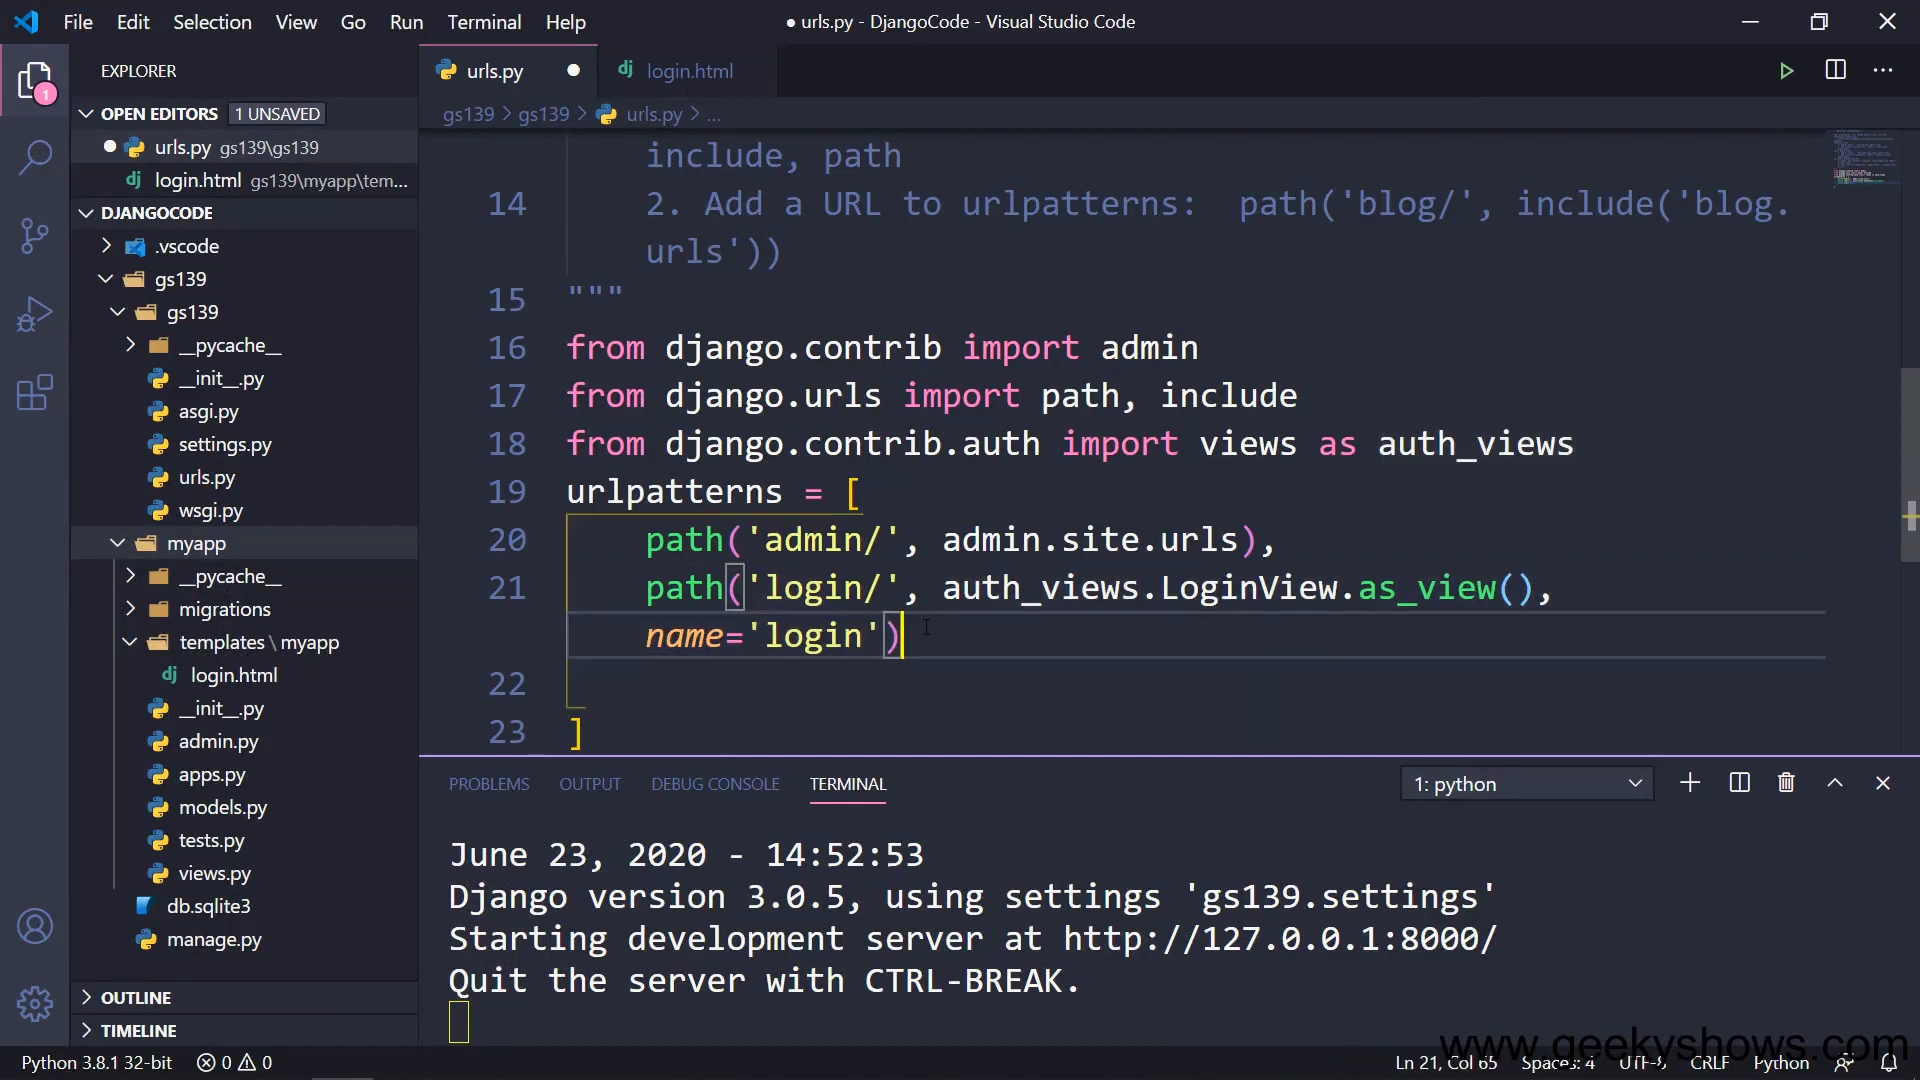 File Edit Selection View Go Run Terminal Help
● urls.py - DjangoCode - Visual Studio Code
EXPLORER
1
OPEN EDITORS 1 UNSAVED
urls.py gs139\gs139
login.html gs139\myapp\tem...
DJANGOCODE
.vscode
gs139
gs139
__pycache__
__init__.py
asgi.py
settings.py
urls.py
wsgi.py
myapp
__pycache__
migrations
templates\myapp
login.html
__init__.py
admin.py
apps.py
models.py
tests.py
views.py
db.sqlite3
manage.py
OUTLINE
TIMELINE
urls.py login.html
gs139 > gs139 > urls.py > ...
include, path
14 2. Add a URL to urlpatterns:  path('blog/', include('blog.
urls'))
15 """
16 from django.contrib import admin
17 from django.urls import path, include
18 from django.contrib.auth import views as auth_views
19 urlpatterns = [
20 path('admin/', admin.site.urls),
21 path('login/', auth_views.LoginView.as_view(),
name='login')
22
23 ]
PROBLEMS OUTPUT DEBUG CONSOLE TERMINAL 1: python
June 23, 2020 - 14:52:53
Django version 3.0.5, using settings 'gs139.settings'
Starting development server at http://127.0.0.1:8000/
Quit the server with CTRL-BREAK.
www.geekyshows.com
Python 3.8.1 32-bit 0 0 Ln 21, Col 65 Spaces: 4 UTF-8 CRLF Python